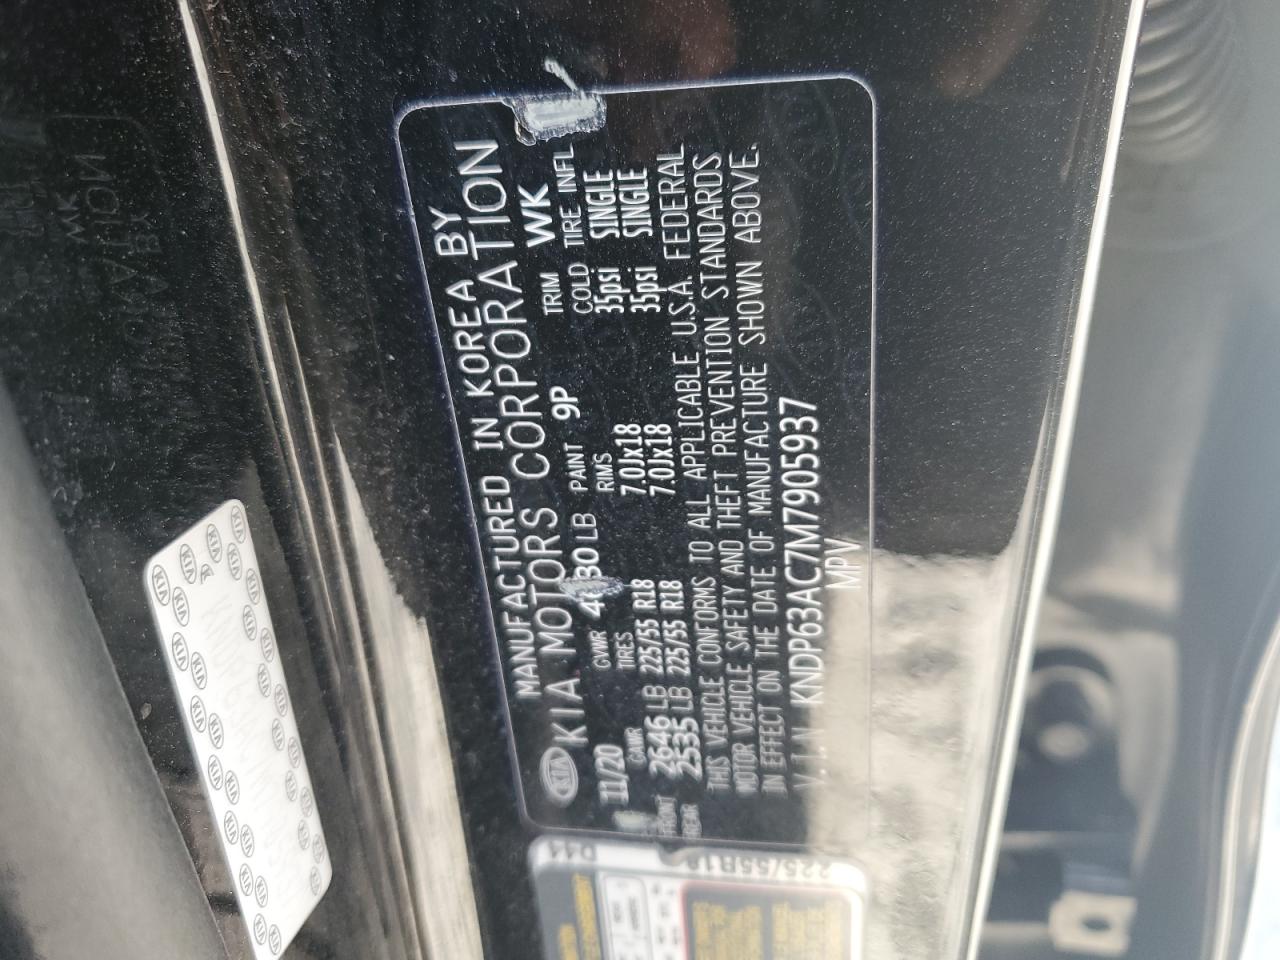 MANUFACTURED IN KOREA BY
KIA MOTORS CORPORATION
11/20 GVWR LB PAINT 9P TRIM WK
GAWR TIRES RIMS COLD TIRE INFL
FRONT 2646 LB 225/55 R18 7.0Jx18 35psi SINGLE
REAR 2535 LB 225/55 R18 7.0Jx18 35psi SINGLE
THIS VEHICLE CONFORMS TO ALL APPLICABLE U.S.A. FEDERAL
MOTOR VEHICLE SAFETY AND THEFT PREVENTION STANDARDS
IN EFFECT ON THE DATE OF MANUFACTURE SHOWN ABOVE.
V.I.N KNDP63AC7M7905937
MPV
KIA
225/55R18